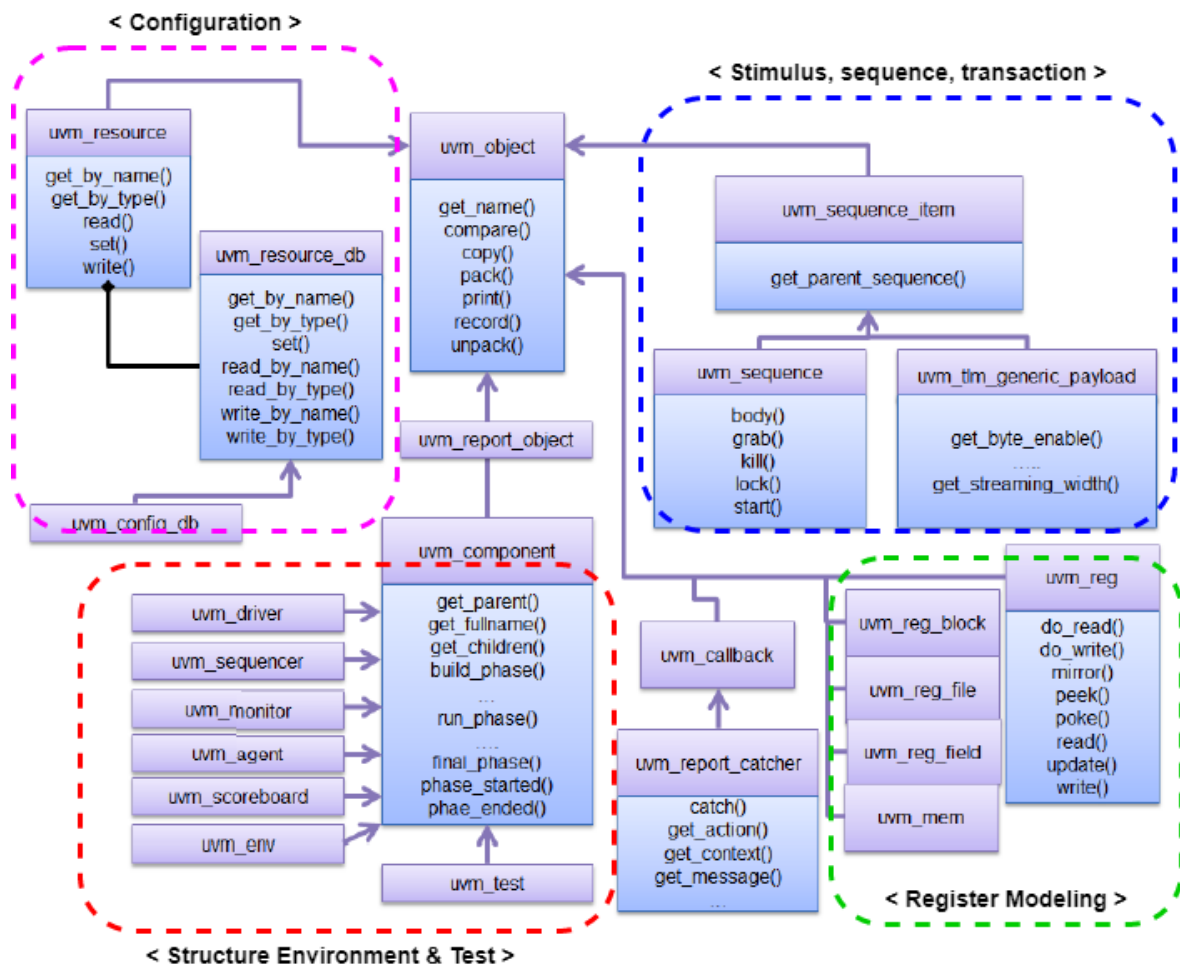 < Configuration >
uvm_resource
get_by_name()
get_by_type()
read()
set()
write()
uvm_resource_db
get_by_name()
get_by_type()
set()
read_by_name()
read_by_type()
write_by_name()
write_by_type()
uvm_config_db
uvm_object
get_name()
compare()
copy()
pack()
print()
record()
unpack()
uvm_report_object
< Stimulus, sequence, transaction >
uvm_sequence_item
get_parent_sequence()
uvm_sequence
body()
grab()
kill()
lock()
start()
uvm_tlm_generic_payload
get_byte_enable()
.....
get_streaming_width()
uvm_component
get_parent()
get_fullname()
get_children()
build_phase()
...
run_phase()
....
final_phase()
phase_started()
phae_ended()
uvm_driver
uvm_sequencer
uvm_monitor
uvm_agent
uvm_scoreboard
uvm_env
uvm_test
< Structure Environment & Test >
uvm_callback
uvm_report_catcher
catch()
get_action()
get_context()
get_message()
...
uvm_reg
do_read()
do_write()
mirror()
peek()
poke()
read()
update()
write()
uvm_reg_block
uvm_reg_file
uvm_reg_field
uvm_mem
< Register Modeling >